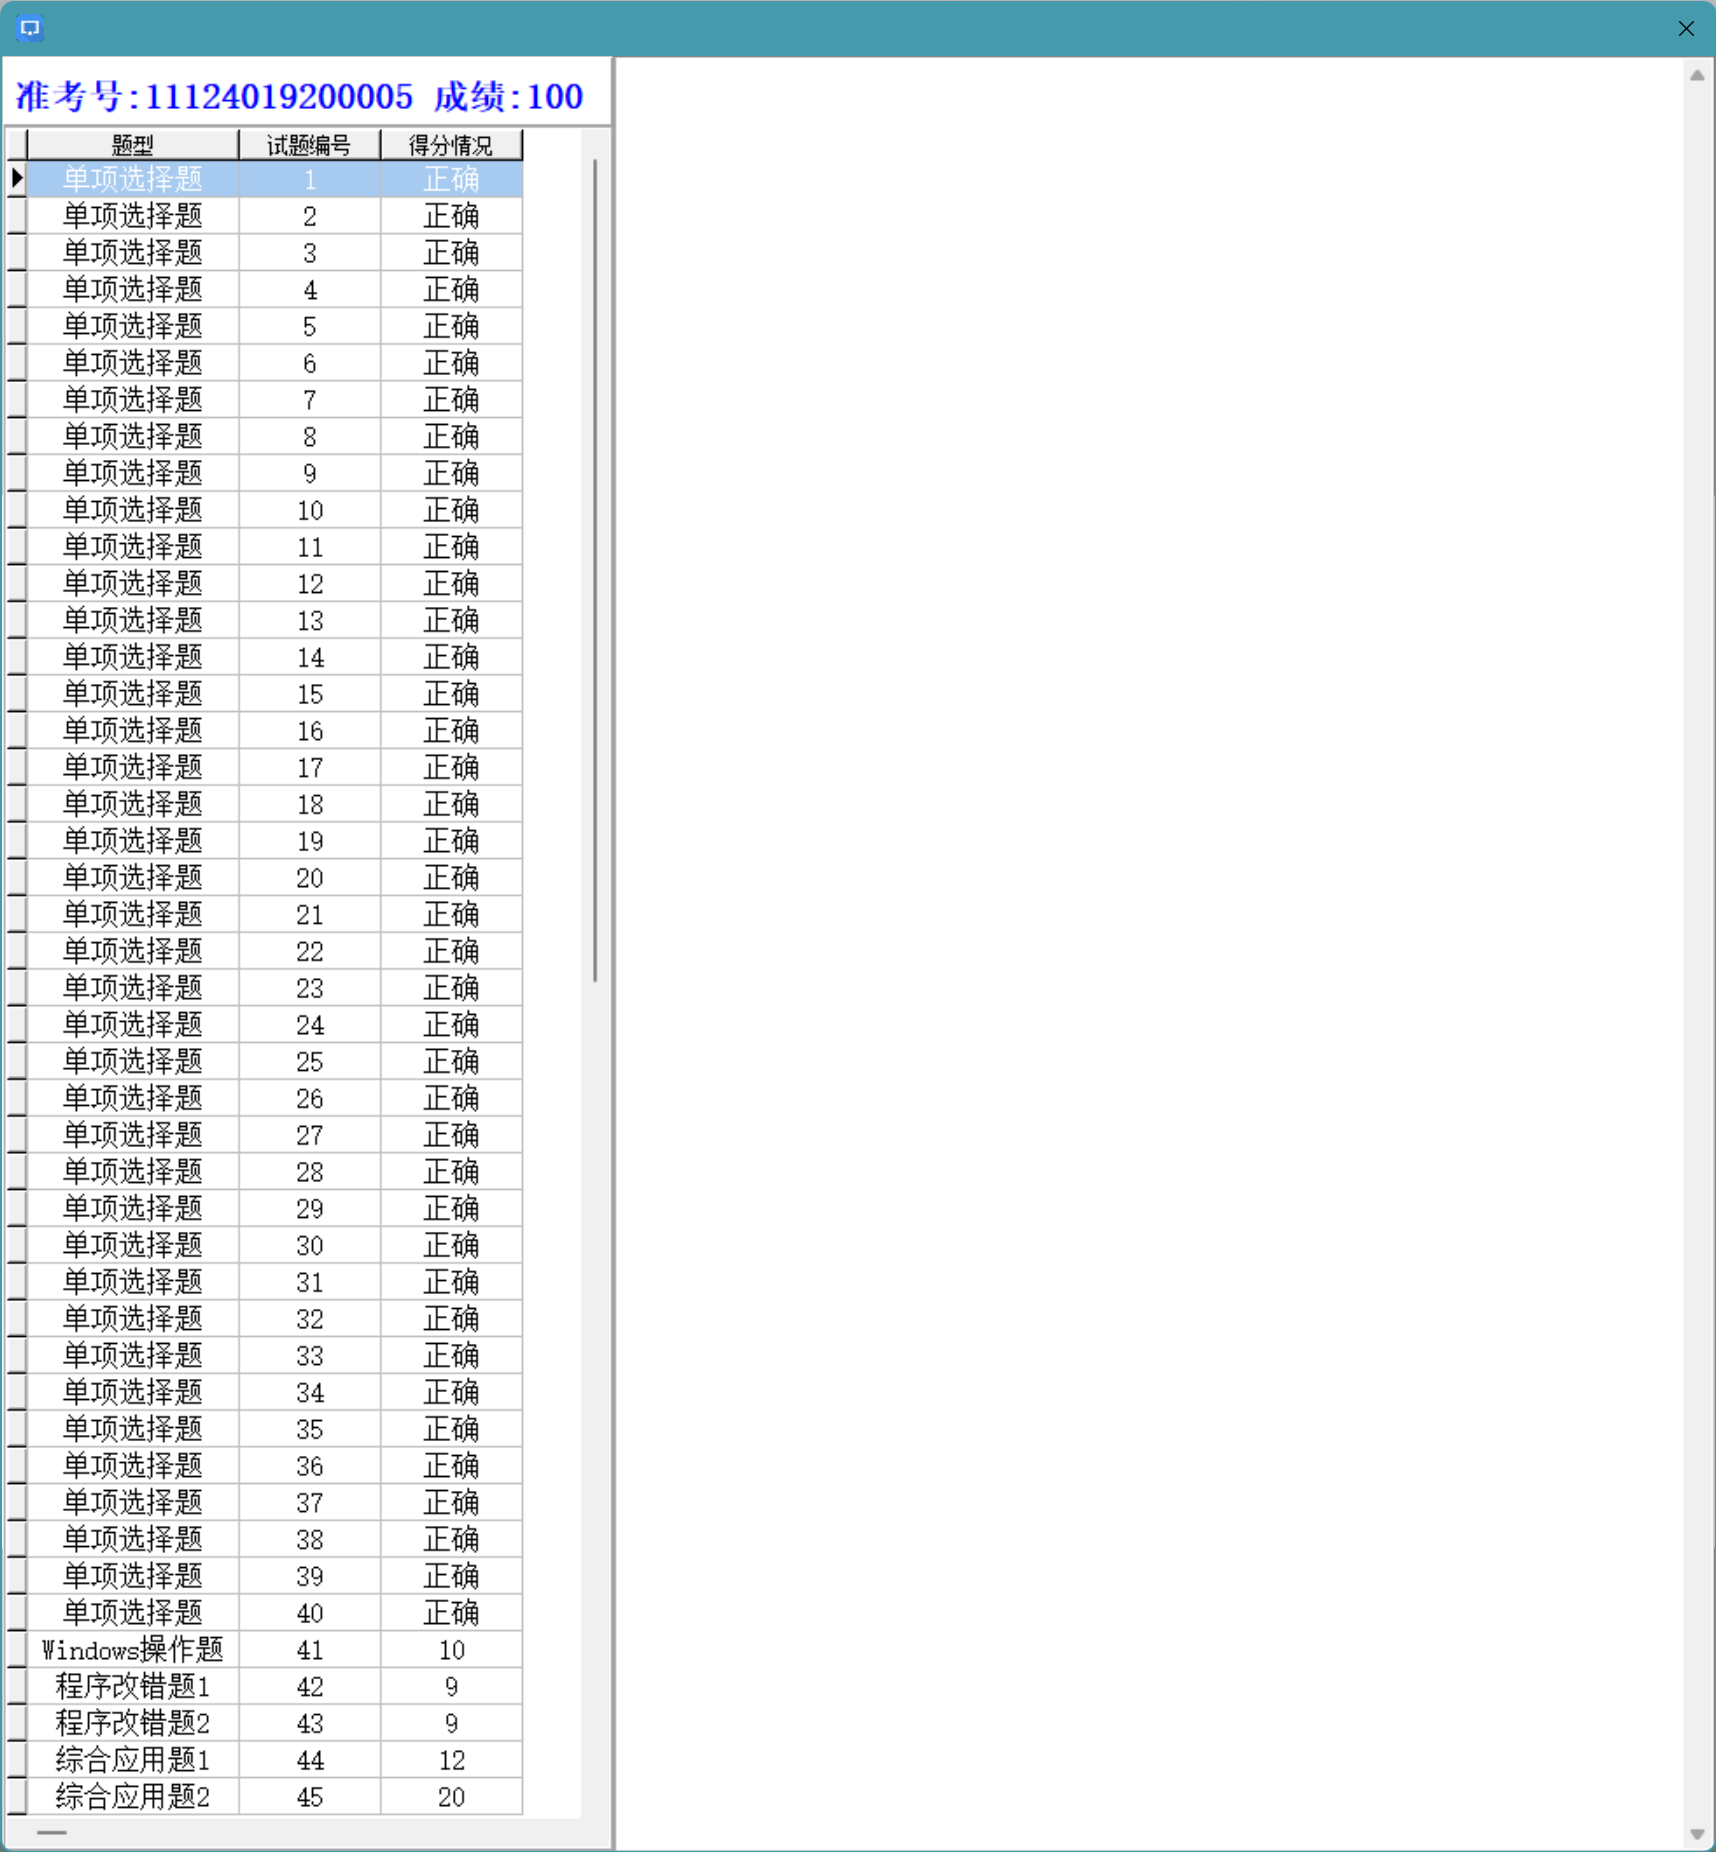 准考号:11124019200005 成绩:100
题型 试题编号 得分情况
单项选择题 1 正确
单项选择题 2 正确
单项选择题 3 正确
单项选择题 4 正确
单项选择题 5 正确
单项选择题 6 正确
单项选择题 7 正确
单项选择题 8 正确
单项选择题 9 正确
单项选择题 10 正确
单项选择题 11 正确
单项选择题 12 正确
单项选择题 13 正确
单项选择题 14 正确
单项选择题 15 正确
单项选择题 16 正确
单项选择题 17 正确
单项选择题 18 正确
单项选择题 19 正确
单项选择题 20 正确
单项选择题 21 正确
单项选择题 22 正确
单项选择题 23 正确
单项选择题 24 正确
单项选择题 25 正确
单项选择题 26 正确
单项选择题 27 正确
单项选择题 28 正确
单项选择题 29 正确
单项选择题 30 正确
单项选择题 31 正确
单项选择题 32 正确
单项选择题 33 正确
单项选择题 34 正确
单项选择题 35 正确
单项选择题 36 正确
单项选择题 37 正确
单项选择题 38 正确
单项选择题 39 正确
单项选择题 40 正确
Windows操作题 41 10
程序改错题1 42 9
程序改错题2 43 9
综合应用题1 44 12
综合应用题2 45 20